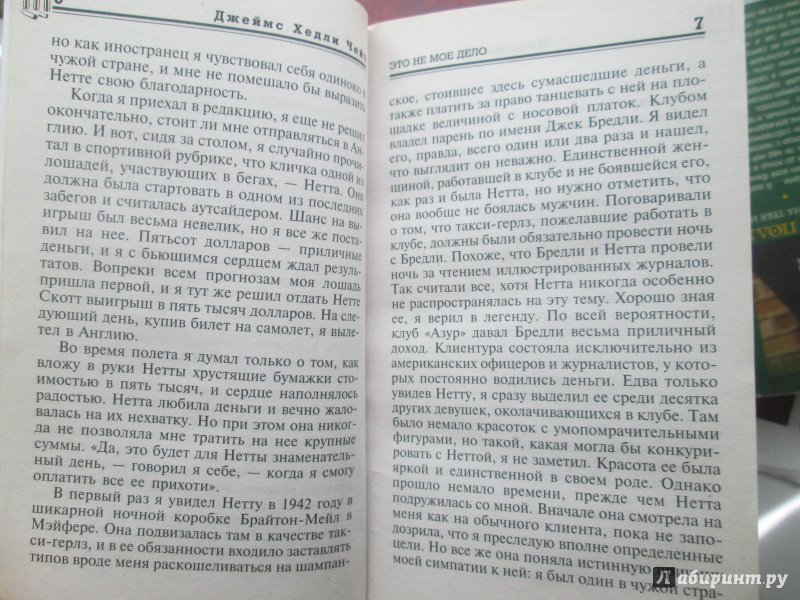 Джеймс Хедли Чейз
но как иностранец я чувствовал себя одиноко в
чужой стране, и мне не помешало бы выразить
Нетте свою благодарность.
Когда я приехал в редакцию, я еще не решил
окончательно, стоит ли мне отправляться в Ан-
глию. И вот, сидя за столом, я случайно прочи-
тал в спортивной рубрике, что кличка одной из
лошадей, участвующих в бегах, — Нетта. Она
должна была стартовать в одном из последних
забегов и считалась аутсайдером. Шанс на вы-
игрыш был весьма невелик, но я все же поста-
вил на нее. Пятьсот долларов — приличные
деньги, и я с бьющимся сердцем ждал резуль-
татов. Вопреки всем прогнозам моя лошадь
пришла первой, и я тут же решил отдать Нетте
Скотт выигрыш в пять тысяч долларов. На сле-
дующий день, купив билет на самолет, я выле-
тел в Англию.
Во время полета я думал только о том, как
вложу в руки Нетты хрустящие бумажки сто-
имостью в пять тысяч, и сердце наполнялось
радостью. Нетта любила деньги и вечно жало-
валась на их нехватку. Но при этом она никог-
да не позволяла мне тратить на нее крупные
суммы. «Да, это будет для Нетты знаменатель-
ный день, — говорил я себе, — когда я смогу
оплатить все ее прихоти».
В первый раз я увидел Нетту в 1942 году в
шикарной ночной коробке Брайтон-Мейл в
Мэйфере. Она подвизалась там в качестве так-
си-герлз, и в ее обязанности входило заставлять
типов вроде меня раскошеливаться на шампан-
7
ЭТО НЕ МОЕ ДЕЛО
ское, стоившее здесь сумасшедшие деньги, а
также платить за право танцевать с ней на пло-
щадке величиной с носовой платок. Клубом
владел парень по имени Джек Бредли. Я видел
его, правда, всего один или два раза и нашел,
что выглядит он неважно. Единственной жен-
щиной, работавшей в клубе и не боявшейся его,
как раз и была Нетта, но нужно отметить, что
она вообще не боялась мужчин. Поговаривали
о том, что такси-герлз, пожелавшие работать в
клубе, должны были обязательно провести ночь
с Бредли. Похоже, что Бредли и Нетта провели
ночь за чтением иллюстрированных журналов.
Так считали все, хотя Нетта никогда особенно
не распространялась на эту тему. Хорошо зная
ее, я верил в легенду. По всей вероятности,
клуб «Азур» давал Бредли весьма приличный
доход. Клиентура состояла исключительно из
американских офицеров и журналистов, у ко-
торых постоянно водились деньги. Едва только
увидев Нетту, я сразу выделил ее среди десятка
других девушек, околачивающихся в клубе. Там
было немало красоток с умопомрачительными
фигурами, но такой, какая могла бы конкури-
ровать с Неттой, я не заметил. Красота ее была
яркой и единственной в своем роде. Однако
прошло немало времени, прежде чем Нетта
подружилась со мной. Вначале она смотрела на
меня как на обычного клиента, пока не запо-
дозрила, что я преследую вполне определенные
цели. Но все же она поняла истинную причину
моей симпатии к ней: я был один в чужой стра-
Лабиринт.ру